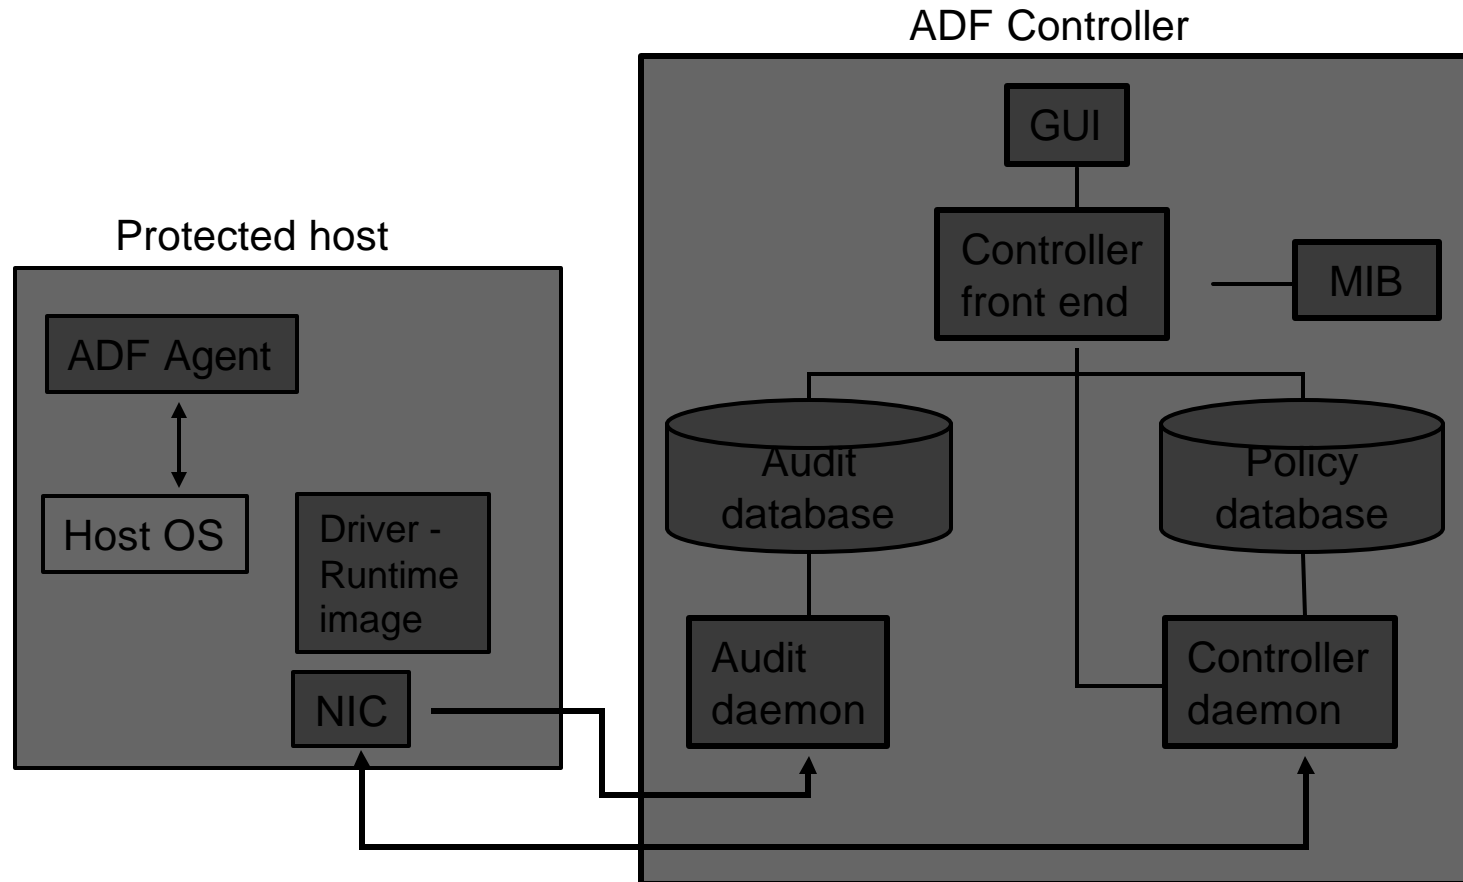 ADF Controller
GUI
Protected host
Controller
front end
MIB
ADF Agent
Audit
database
Policy
database
Host OS
Driver -
Runtime
image
Audit
daemon
Controller
daemon
NIC